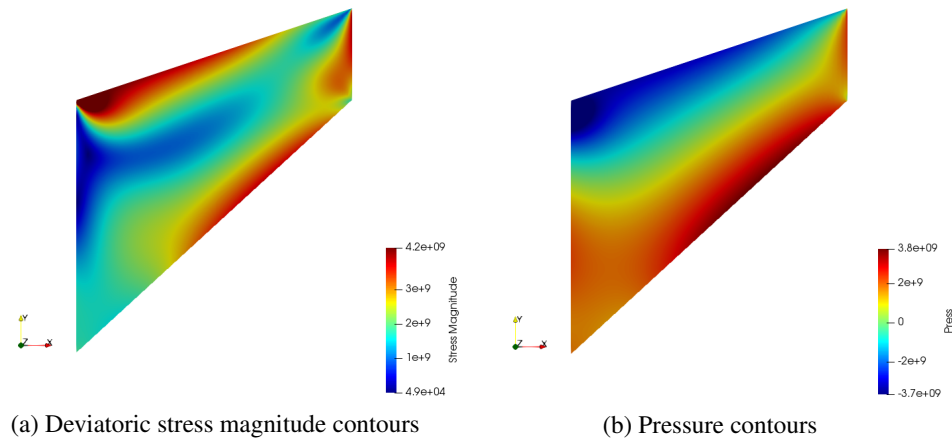 4.2e+09
3e+9
2e+9
1e+9
4.9e+04
Stress Magnitude
Y
Z
X
(a) Deviatoric stress magnitude contours
3.8e+09
2e+9
0
-2e+9
-3.7e+09
Press
Y
Z
X
(b) Pressure contours